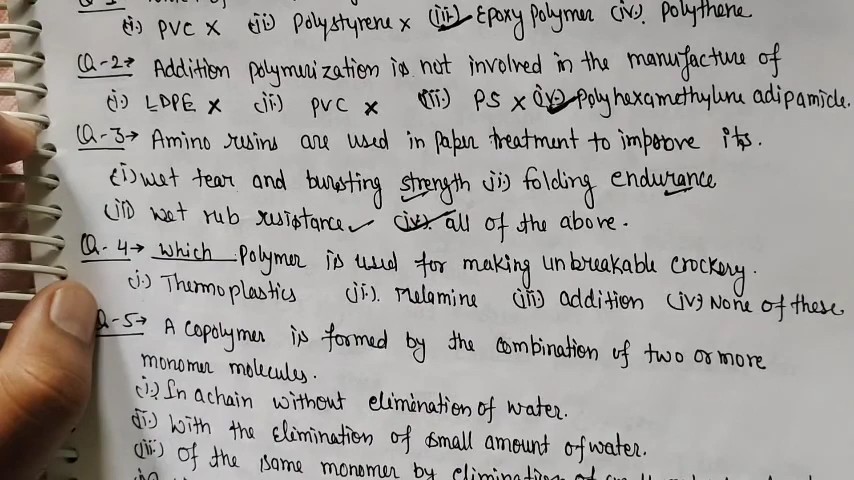 (i.) PVC × (ii) Polystyrene × (iii) Epoxy Polymer (iv). Polythene
Q-2→ Addition polymerization is not involved in the manufacture of
(i.) LDPE × (ii.) PVC × (iii.) PS × (iv.) Polyhexamethylene adipamide.
Q-3→ Amino resins are used in paper treatment to improve its.
(i) wet tear and bursting strength (ii) folding endurance
(iii) wet rub resistance (iv). all of the above.
Q-4→ which Polymer is used for making unbreakable crockery.
(i.) Thermoplastics (ii). Melamine (iii) addition (iv) None of these
Q-5→ A copolymer is formed by the combination of two or more
monomer molecules.
(i.) In a chain without elimination of water.
(ii.) With the elimination of small amount of water.
(iii.) Of the same monomer by elimination of